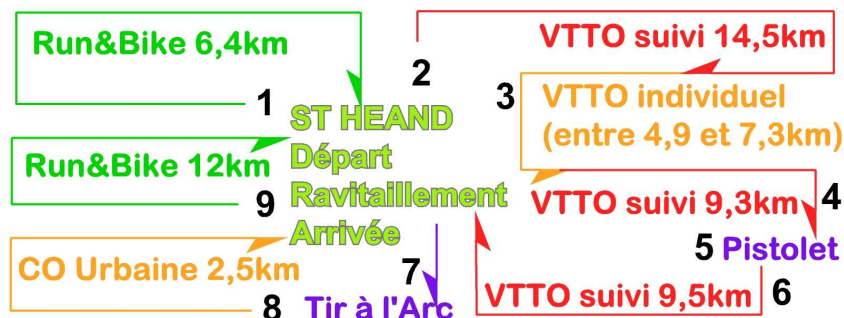 Run&Bike 6,4km
1
2
VTTO suivi 14,5km
3
VTTO individuel
(entre 4,9 et 7,3km)
ST HEAND
Départ
Ravitaillement
Arrivée
Run&Bike 12km
9
VTTO suivi 9,3km
4
5 Pistolet
6
VTTO suivi 9,5km
CO Urbaine 2,5km
7
8
Tir à l'Arc